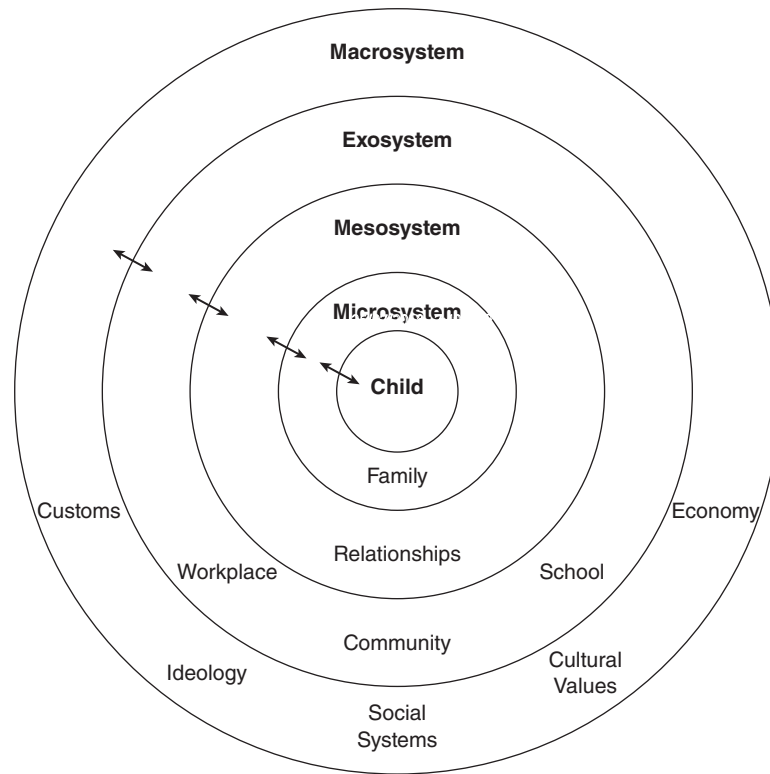 Macrosystem
Exosystem
Mesosystem
Microsystem
Child
Family
Customs
Economy
Relationships
Workplace
School
Community
Ideology
Cultural
Values
Social
Systems